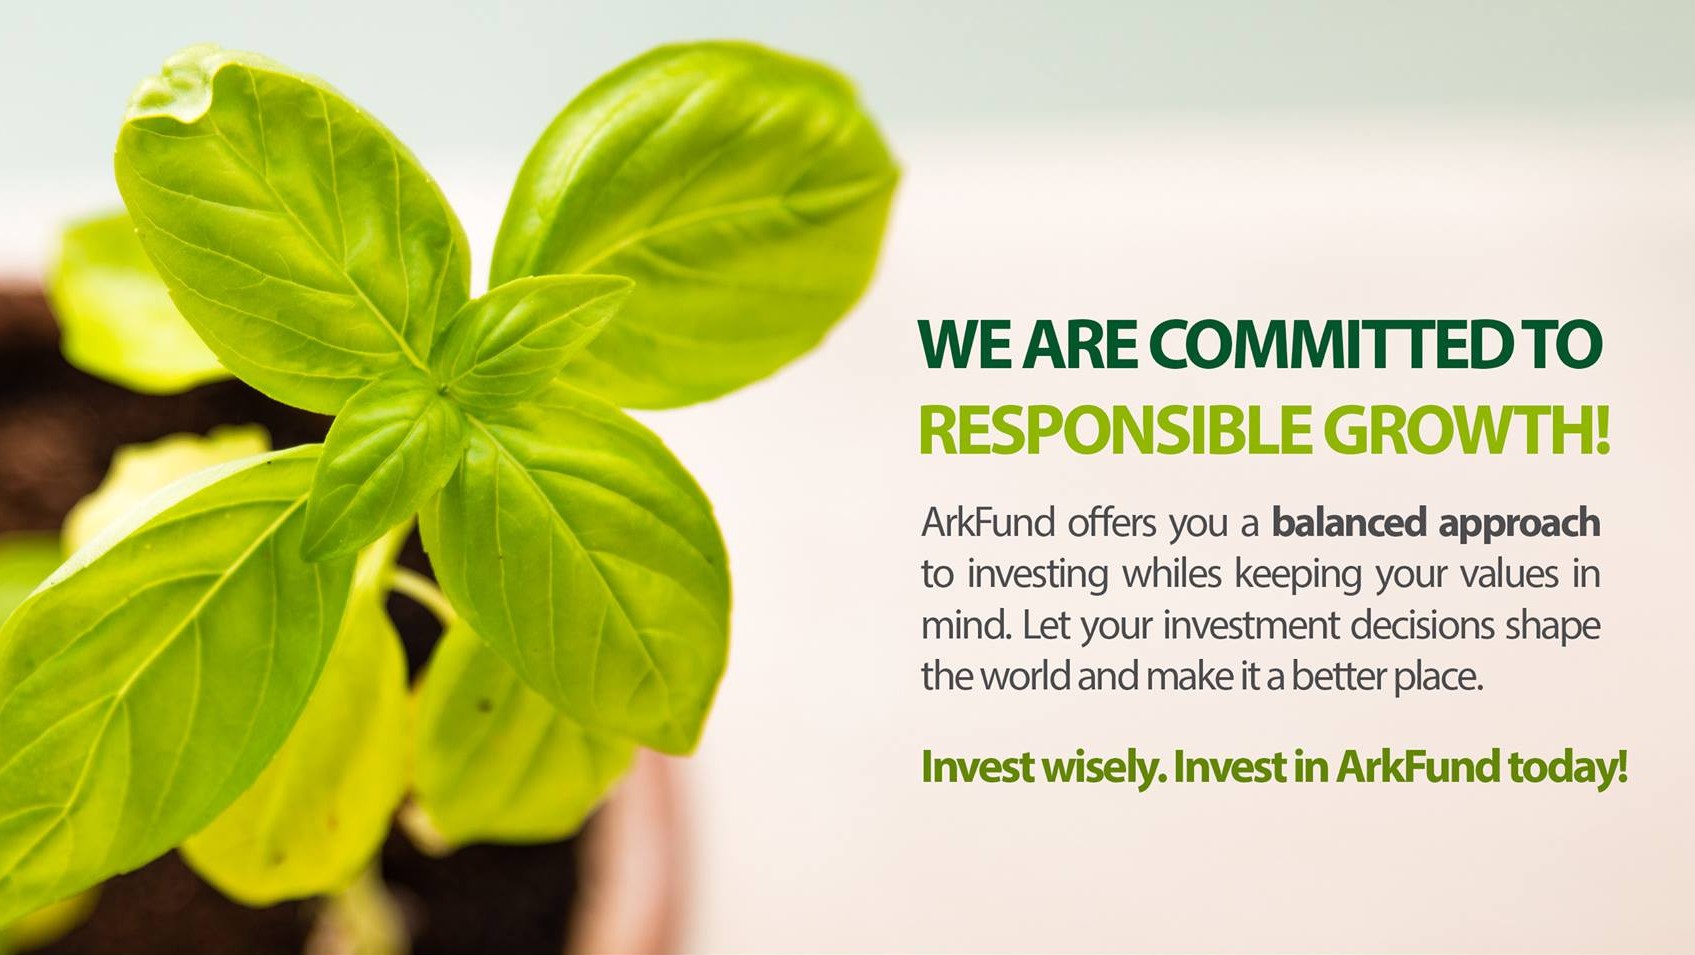 WE ARE COMMITTED TO
RESPONSIBLE GROWTH!
ArkFund offers you a balanced approach
to investing whiles keeping your values in
mind. Let your investment decisions shape
the world and make it a better place.
Invest wisely. Invest in ArkFund today!